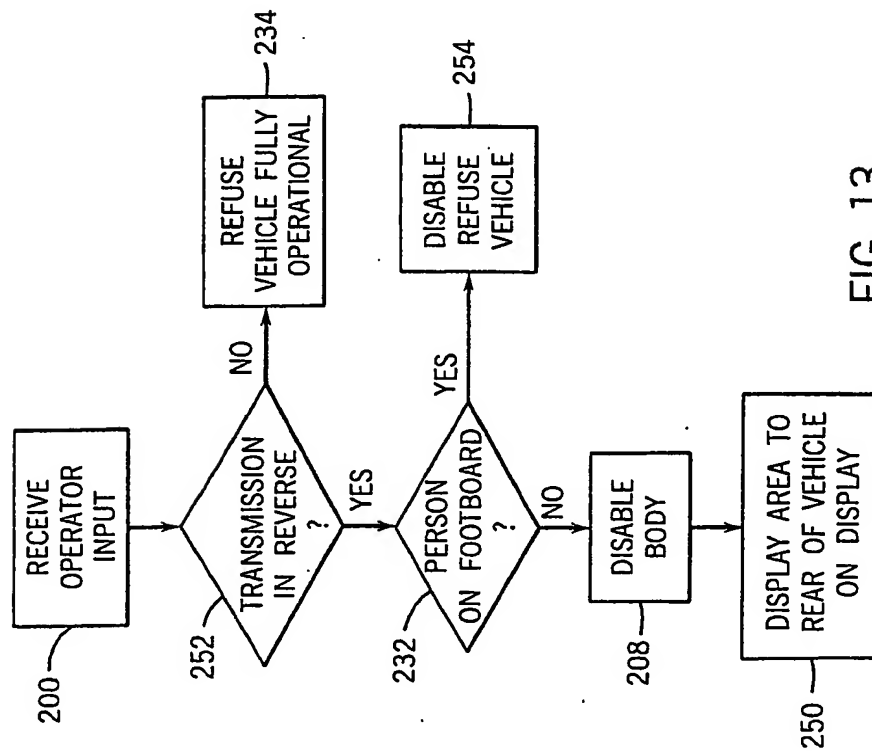 RECEIVE
OPERATOR
INPUT
200
TRANSMISSION
IN REVERSE
?
252
NO
REFUSE
VEHICLE FULLY
OPERATIONAL
234
YES
PERSON
ON FOOTBOARD
?
232
YES
DISABLE
REFUSE
VEHICLE
254
NO
DISABLE
BODY
208
DISPLAY AREA TO
REAR OF VEHICLE
ON DISPLAY
250
FIG. 13